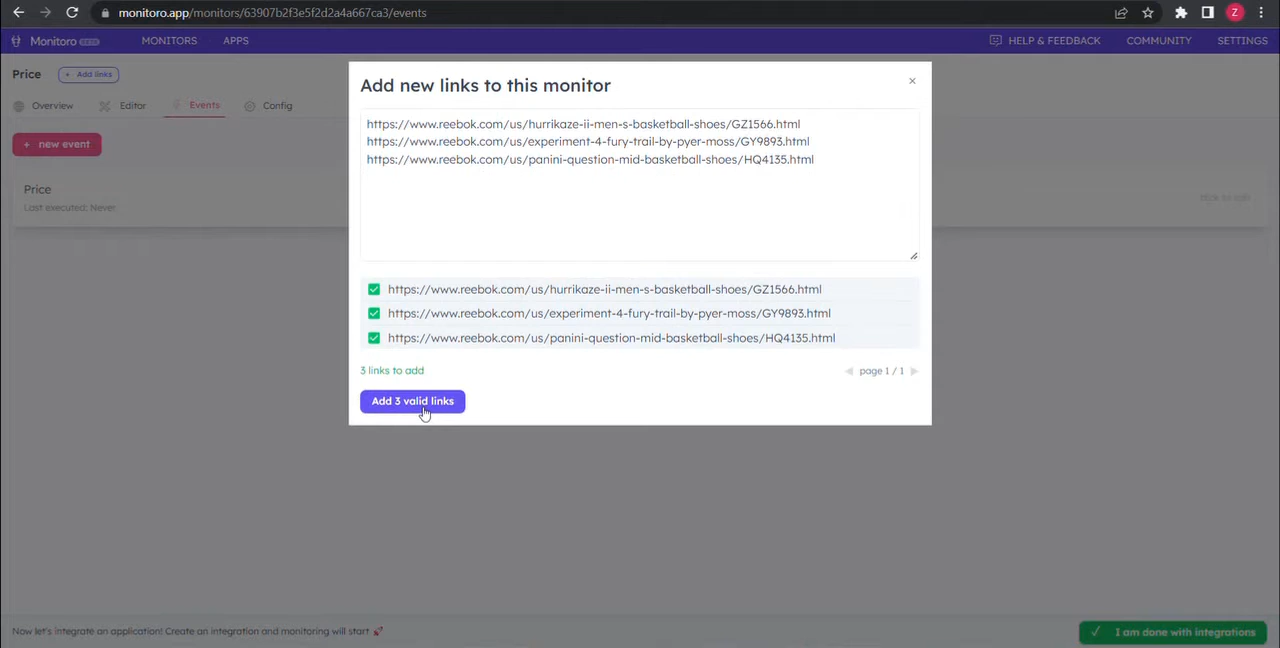 monitoro.app/monitors/63907b2f3e5f2d2a4a667ca3/events
Z
Monitoro BETA
MONITORS
APPS
HELP & FEEDBACK
COMMUNITY
SETTINGS
Price
+ Add links
Overview
Editor
Events
Config
+ new event
Price
Last executed: Never
click to edit
Add new links to this monitor
×
https://www.reebok.com/us/hurrikaze-ii-men-s-basketball-shoes/GZ1566.html
https://www.reebok.com/us/experiment-4-fury-trail-by-pyer-moss/GY9893.html
https://www.reebok.com/us/panini-question-mid-basketball-shoes/HQ4135.html
https://www.reebok.com/us/hurrikaze-ii-men-s-basketball-shoes/GZ1566.html
https://www.reebok.com/us/experiment-4-fury-trail-by-pyer-moss/GY9893.html
https://www.reebok.com/us/panini-question-mid-basketball-shoes/HQ4135.html
3 links to add
page 1 / 1
Add 3 valid links
Now let's integrate an application! Create an integration and monitoring will start 🚀
✓ I am done with integrations